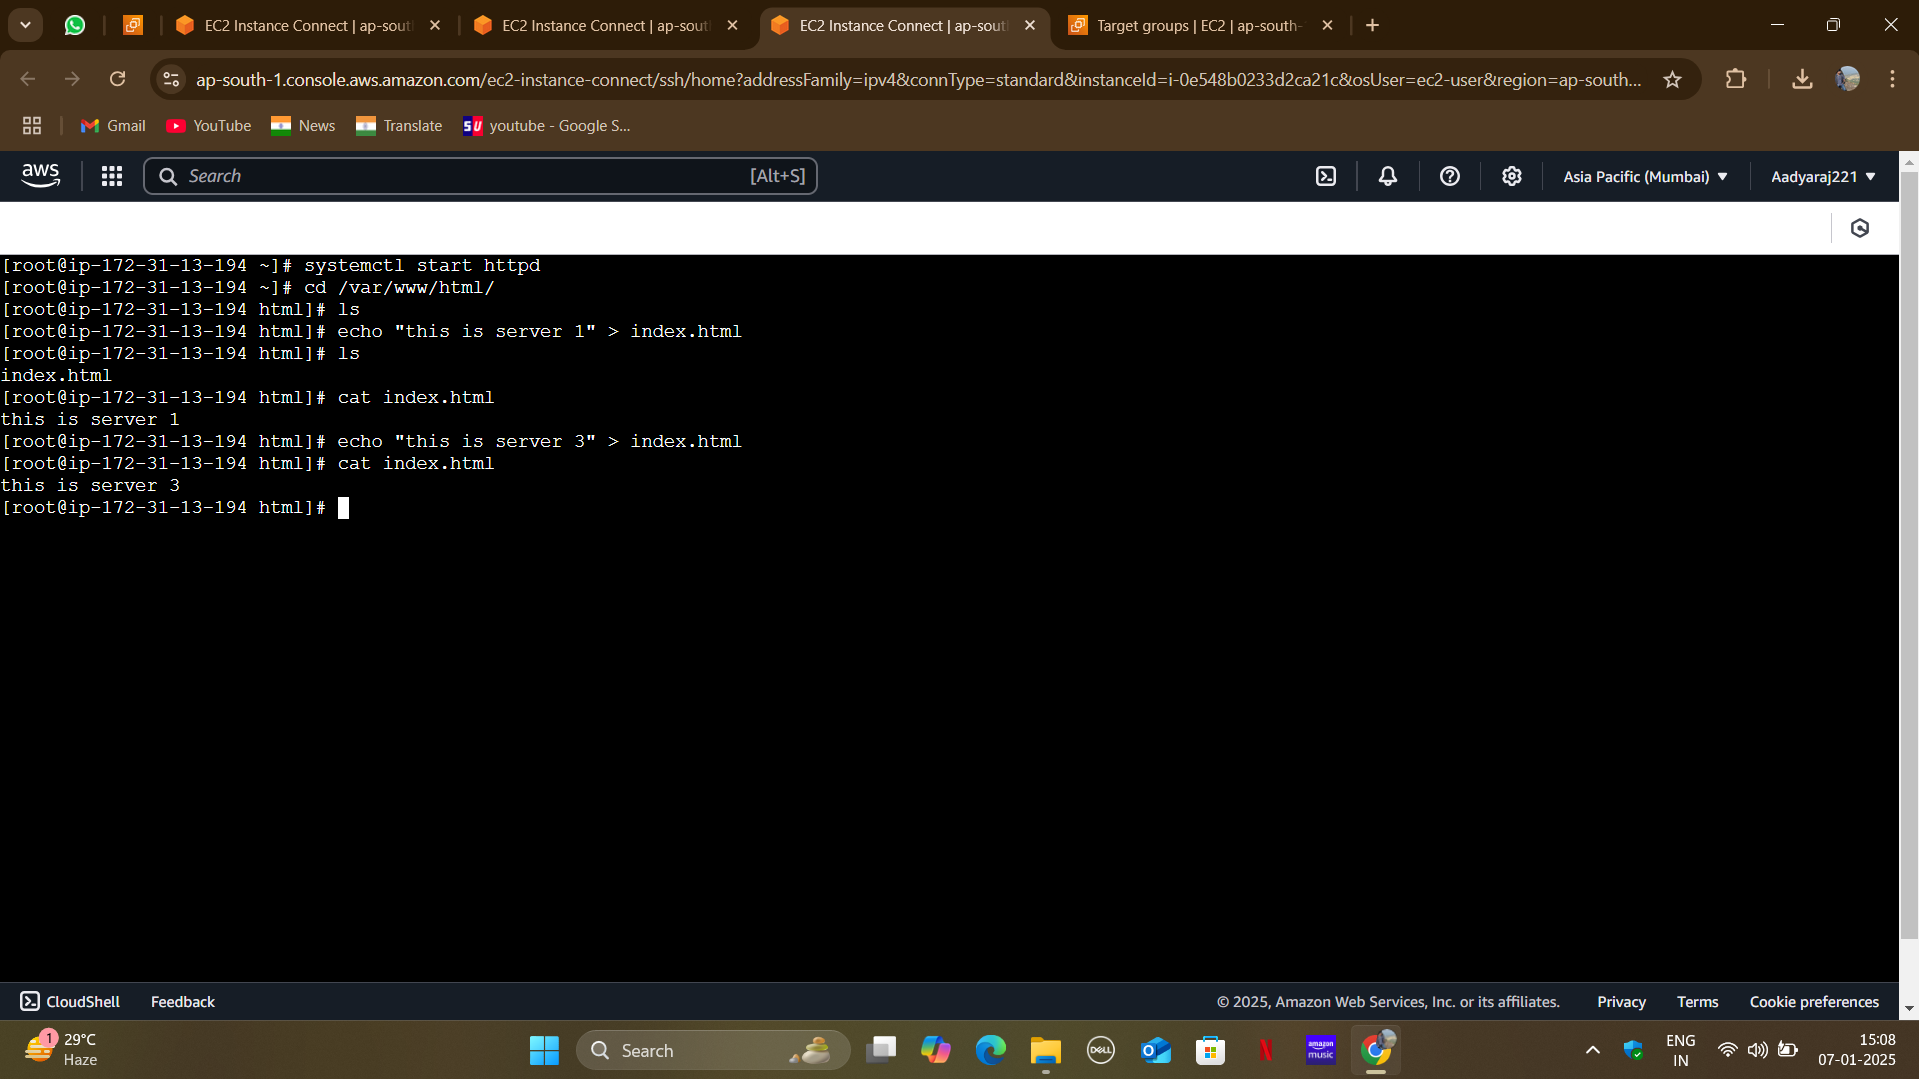 EC2 Instance Connect | ap-sout
EC2 Instance Connect | ap-sout
EC2 Instance Connect | ap-sout
Target groups | EC2 | ap-south-
ap-south-1.console.aws.amazon.com/ec2-instance-connect/ssh/home?addressFamily=ipv4&connType=standard&instanceId=i-0e548b0233d2ca21c&osUser=ec2-user&region=ap-south...
Gmail
YouTube
News
Translate
SU youtube - Google S...
aws
Search
[Alt+S]
Asia Pacific (Mumbai)
Aadyaraj221
[root@ip-172-31-13-194 ~]# systemctl start httpd
[root@ip-172-31-13-194 ~]# cd /var/www/html/
[root@ip-172-31-13-194 html]# ls
[root@ip-172-31-13-194 html]# echo "this is server 1" > index.html
[root@ip-172-31-13-194 html]# ls
index.html
[root@ip-172-31-13-194 html]# cat index.html
this is server 1
[root@ip-172-31-13-194 html]# echo "this is server 3" > index.html
[root@ip-172-31-13-194 html]# cat index.html
this is server 3
[root@ip-172-31-13-194 html]#
CloudShell
Feedback
© 2025, Amazon Web Services, Inc. or its affiliates.
Privacy
Terms
Cookie preferences
1
29°C
Haze
Search
DELL
amazon music
ENG
IN
15:08
07-01-2025